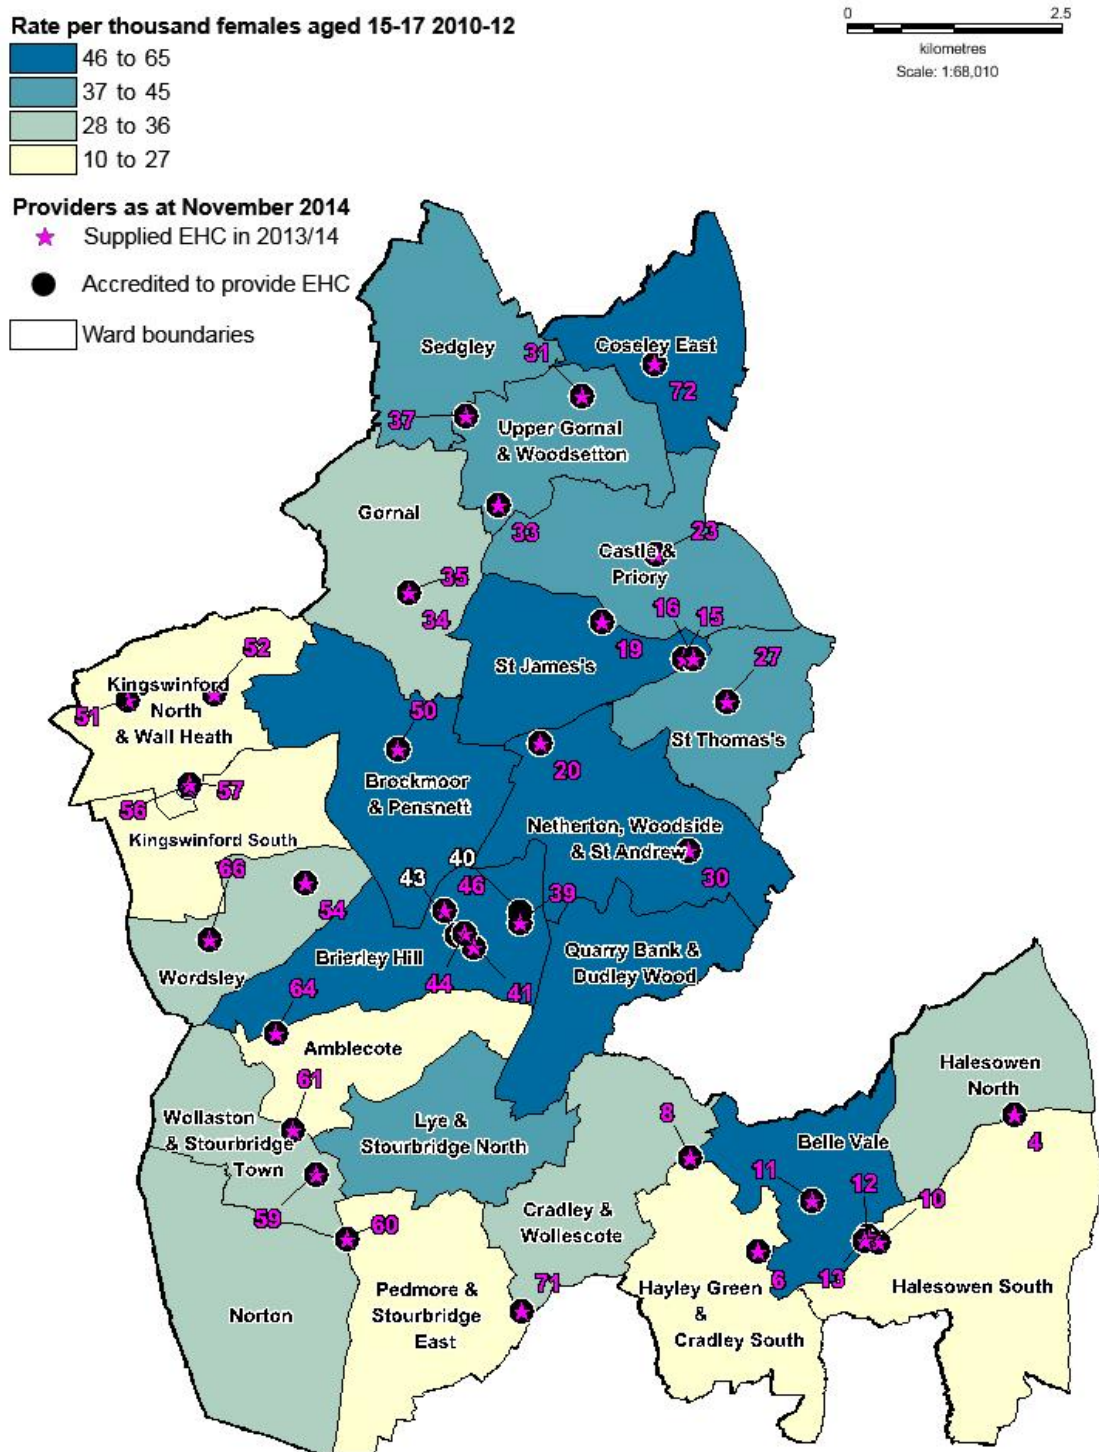 Rate per thousand females aged 15-17 2010-12
46 to 65
37 to 45
28 to 36
10 to 27
0 2.5
kilometres
Scale: 1:68,010
Providers as at November 2014
Supplied EHC in 2013/14
Accredited to provide EHC
Ward boundaries
Sedgley
31
Coseley East
72
37
Upper Gornal
& Woodsetton
Gornal
33
23
Castle &
Priory
35
34
16
15
19
27
St James's
52
Kingswinford
North
& Wall Heath
51
50
St Thomas's
20
Brockmoor
& Pensnett
57
56
Kingswinford South
Netherton, Woodside
& St Andrew
30
40
43
46
39
66
54
Wordsley
Brierley Hill
Quarry Bank &
Dudley Wood
64
44
41
Amblecote
61
Halesowen
North
Wollaston
& Stourbridge
Town
Lye &
Stourbridge North
8
Belle Vale
4
11
12
10
59
60
Cradley &
Wollescote
13
6
71
Norton
Pedmore &
Stourbridge
East
Hayley Green
&
Cradley South
Halesowen South